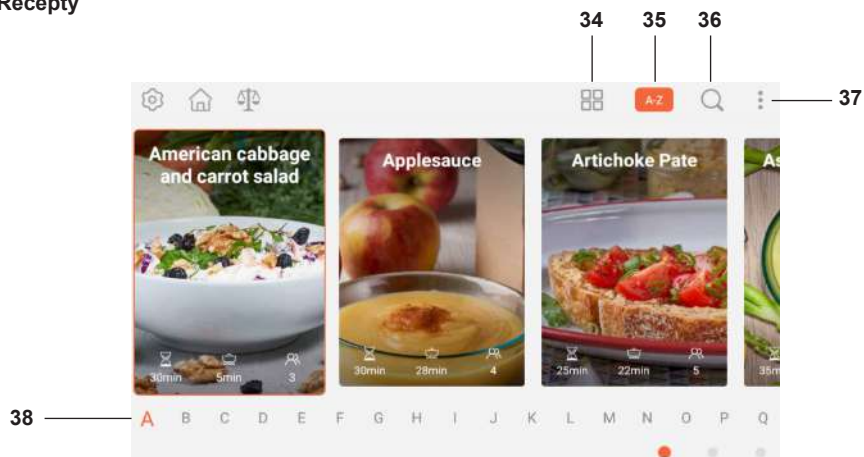 Recepty
34 35 36
37
A-Z
American cabbage
and carrot salad
Applesauce
Artichoke Pate
As
30min 5min 3
30min 28min 4
25min 22min 5
35m
38
A B C D E F G H I J K L M N O P Q